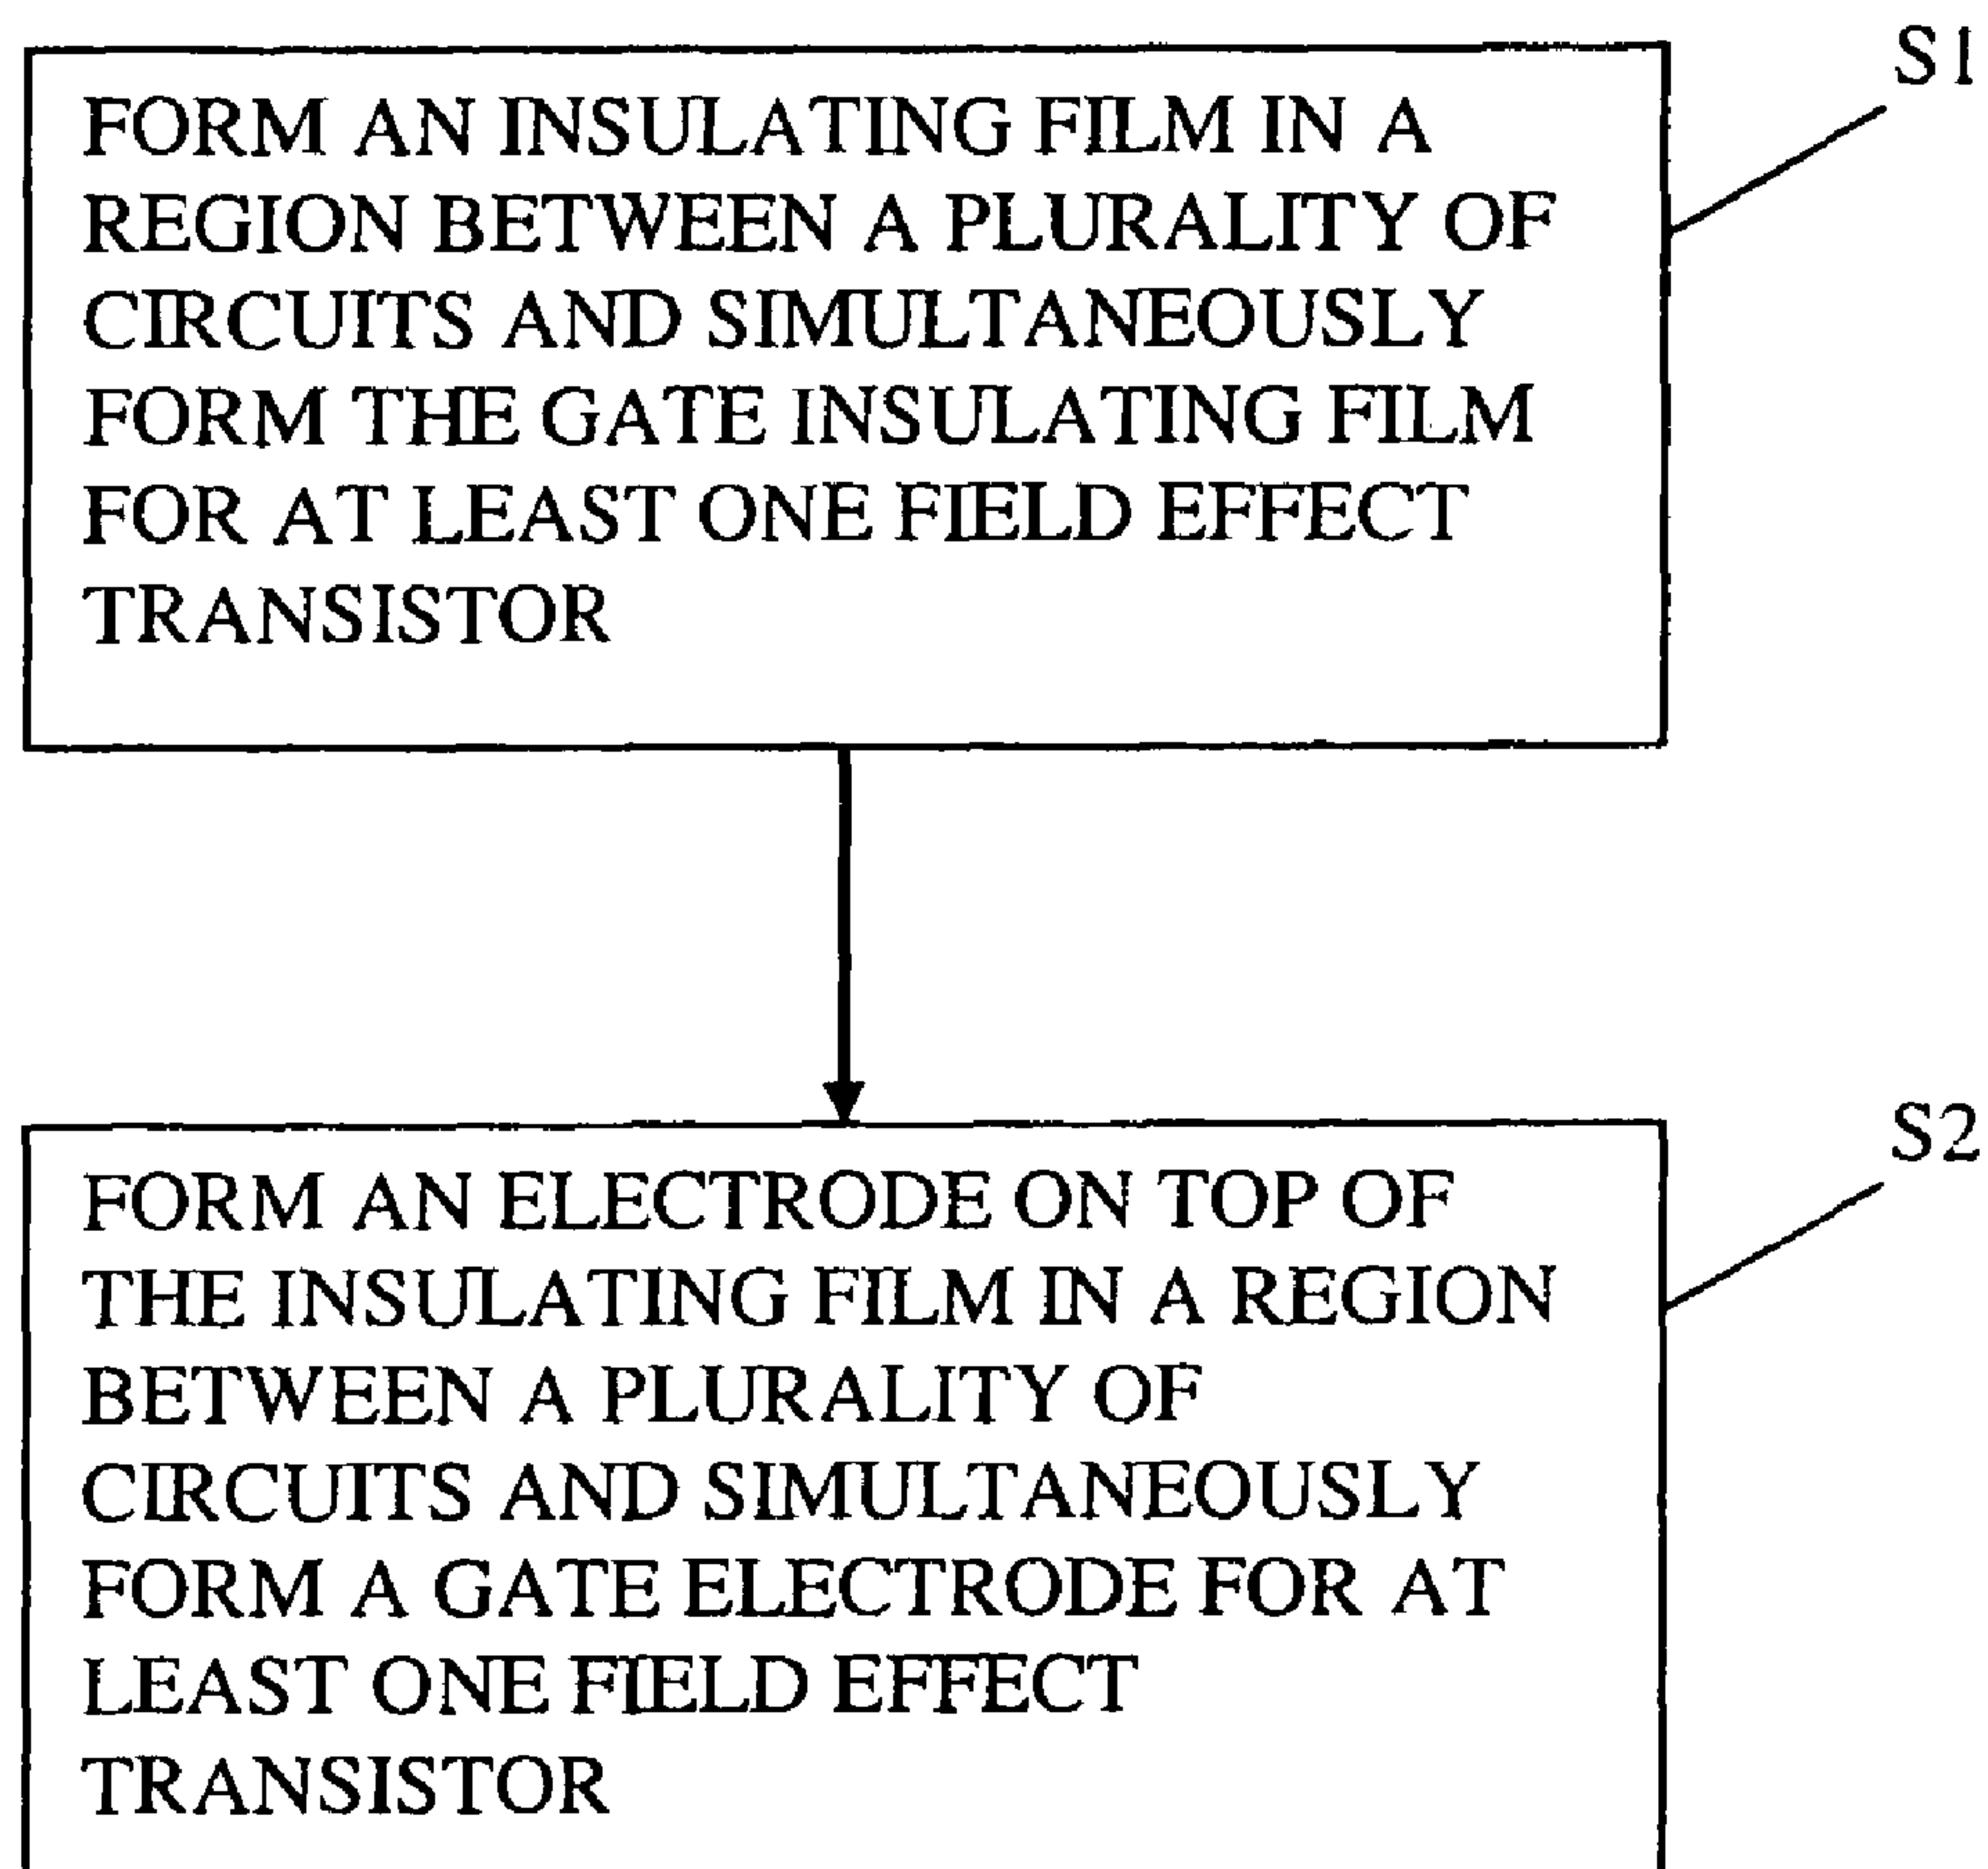 S1
FORM AN INSULATING FILM IN A
REGION BETWEEN A PLURALITY OF
CIRCUITS AND SIMULTANEOUSLY
FORM THE GATE INSULATING FILM
FOR AT LEAST ONE FIELD EFFECT
TRANSISTOR
S2
FORM AN ELECTRODE ON TOP OF
THE INSULATING FILM IN A REGION
BETWEEN A PLURALITY OF
CIRCUITS AND SIMULTANEOUSLY
FORM A GATE ELECTRODE FOR AT
LEAST ONE FIELD EFFECT
TRANSISTOR